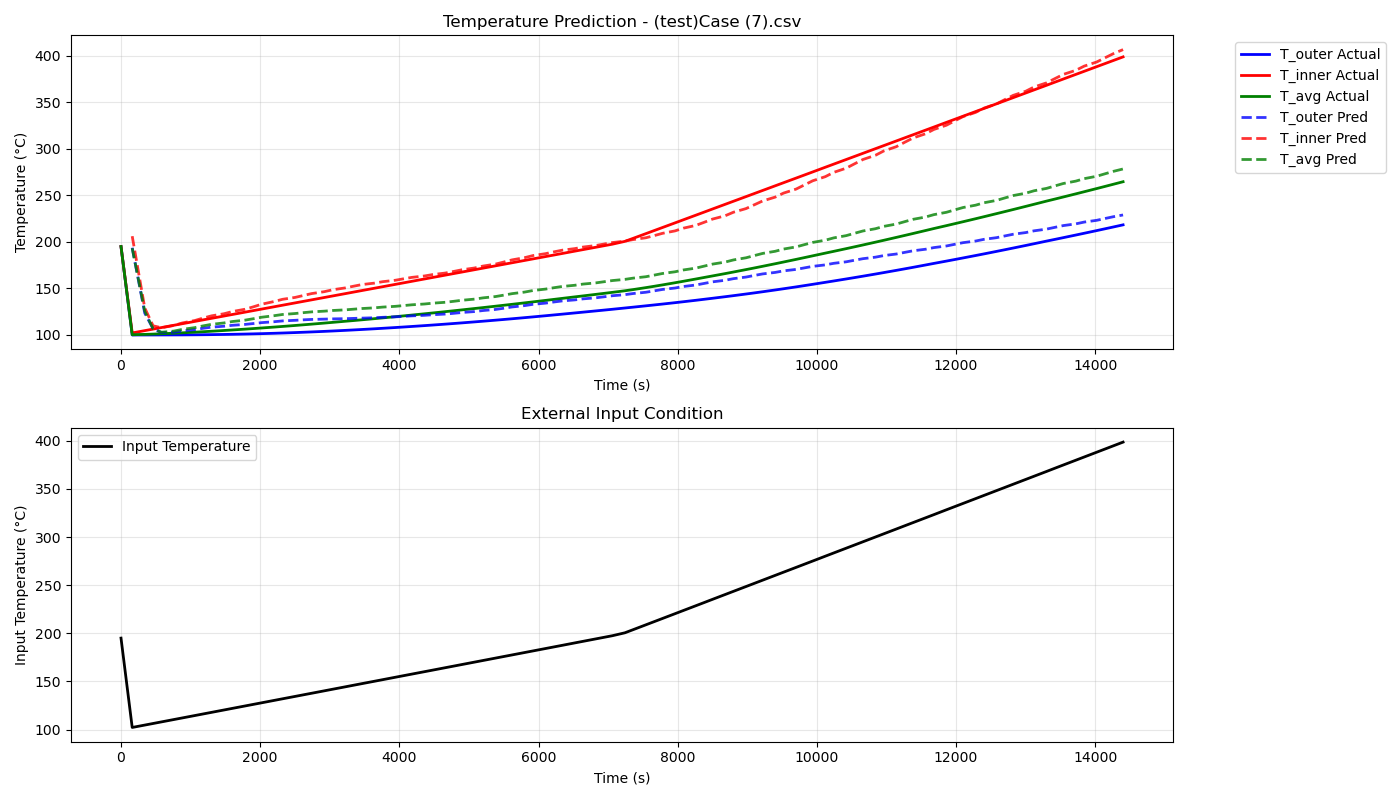 Temperature Prediction - (test)Case (7).csv
Temperature (°C)
400
350
300
250
200
150
100
0 2000 4000 6000 8000 10000 12000 14000
Time (s)
T_outer Actual
T_inner Actual
T_avg Actual
T_outer Pred
T_inner Pred
T_avg Pred
External Input Condition
Input Temperature (°C)
400
350
300
250
200
150
100
Input Temperature
0 2000 4000 6000 8000 10000 12000 14000
Time (s)